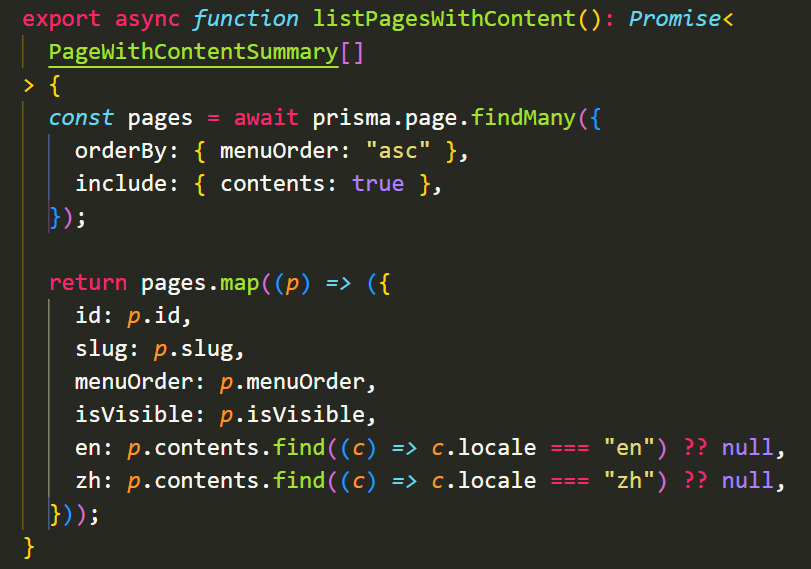 export async function listPagesWithContent(): Promise<
  PageWithContentSummary[]
> {
  const pages = await prisma.page.findMany({
    orderBy: { menuOrder: "asc" },
    include: { contents: true },
  });

  return pages.map((p) => ({
    id: p.id,
    slug: p.slug,
    menuOrder: p.menuOrder,
    isVisible: p.isVisible,
    en: p.contents.find((c) => c.locale === "en") ?? null,
    zh: p.contents.find((c) => c.locale === "zh") ?? null,
  }));
}